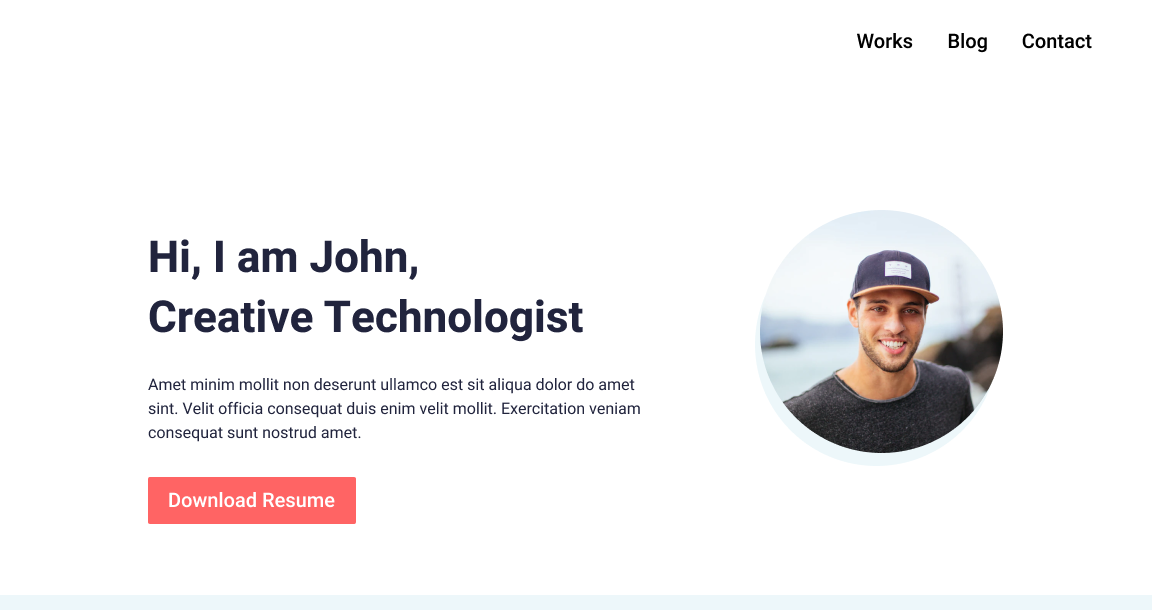 Works Blog Contact
Hi, I am John,
Creative Technologist
Amet minim mollit non deserunt ullamco est sit aliqua dolor do amet
sint. Velit officia consequat duis enim velit mollit. Exercitation veniam
consequat sunt nostrud amet.
Download Resume